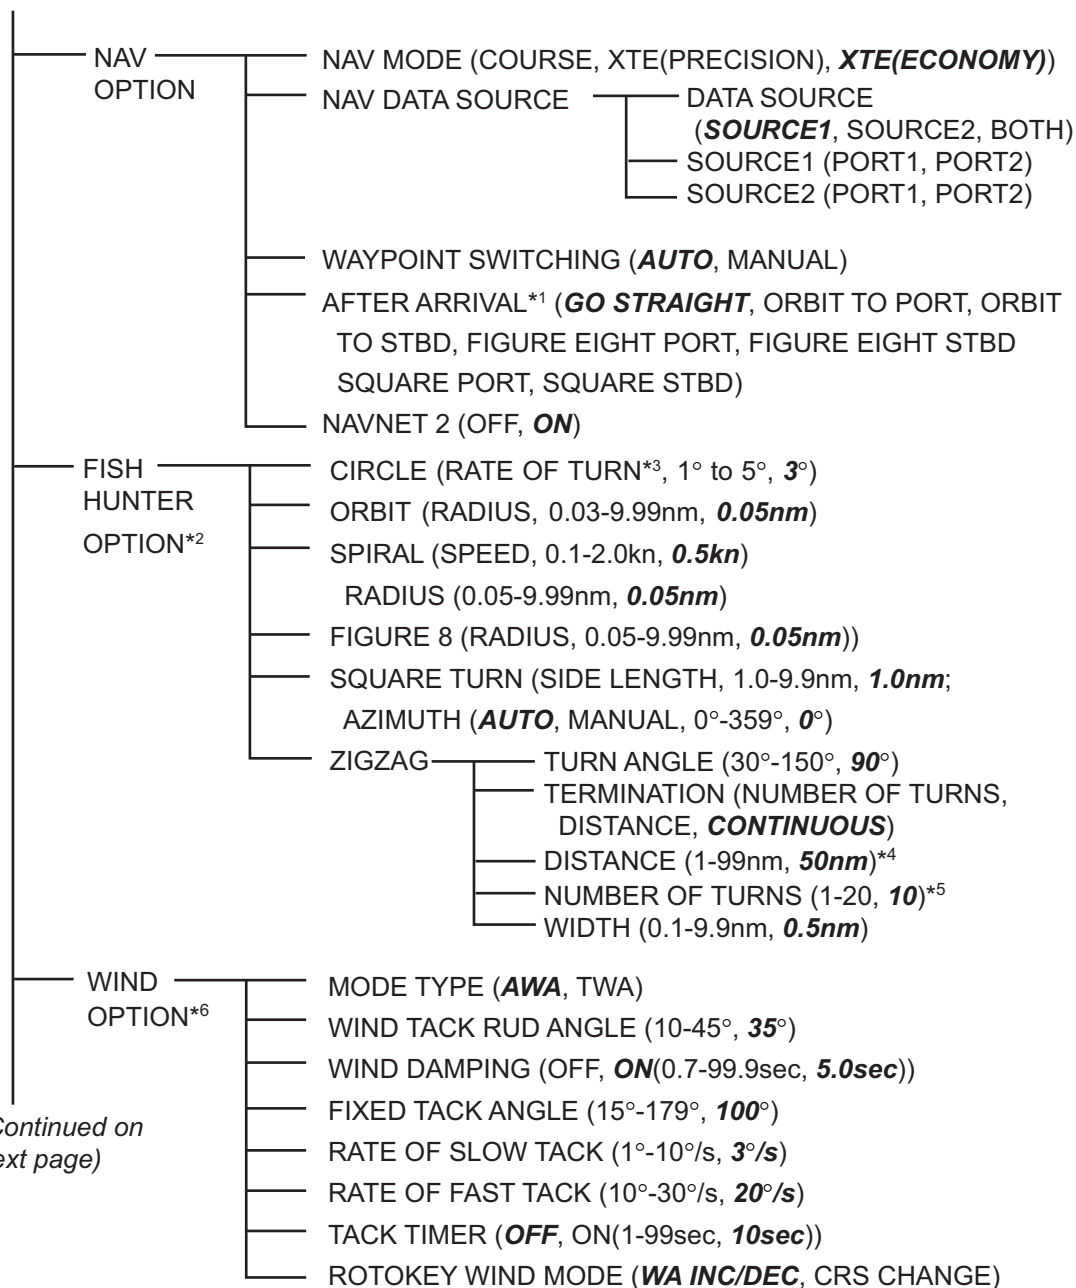 NAV OPTION
NAV MODE (COURSE, XTE(PRECISION), XTE(ECONOMY))
NAV DATA SOURCE
DATA SOURCE
(SOURCE1, SOURCE2, BOTH)
SOURCE1 (PORT1, PORT2)
SOURCE2 (PORT1, PORT2)
WAYPOINT SWITCHING (AUTO, MANUAL)
AFTER ARRIVAL*1 (GO STRAIGHT, ORBIT TO PORT, ORBIT
TO STBD, FIGURE EIGHT PORT, FIGURE EIGHT STBD
SQUARE PORT, SQUARE STBD)
NAVNET 2 (OFF, ON)
FISH
HUNTER
OPTION*2
CIRCLE (RATE OF TURN*3, 1° to 5°, 3°)
ORBIT (RADIUS, 0.03-9.99nm, 0.05nm)
SPIRAL (SPEED, 0.1-2.0kn, 0.5kn)
RADIUS (0.05-9.99nm, 0.05nm)
FIGURE 8 (RADIUS, 0.05-9.99nm, 0.05nm))
SQUARE TURN (SIDE LENGTH, 1.0-9.9nm, 1.0nm;
AZIMUTH (AUTO, MANUAL, 0°-359°, 0°)
ZIGZAG
TURN ANGLE (30°-150°, 90°)
TERMINATION (NUMBER OF TURNS,
DISTANCE, CONTINUOUS)
DISTANCE (1-99nm, 50nm)*4
NUMBER OF TURNS (1-20, 10)*5
WIDTH (0.1-9.9nm, 0.5nm)
WIND
OPTION*6
MODE TYPE (AWA, TWA)
WIND TACK RUD ANGLE (10-45°, 35°)
WIND DAMPING (OFF, ON(0.7-99.9sec, 5.0sec))
FIXED TACK ANGLE (15°-179°, 100°)
RATE OF SLOW TACK (1°-10°/s, 3°/s)
RATE OF FAST TACK (10°-30°/s, 20°/s)
TACK TIMER (OFF, ON(1-99sec, 10sec))
ROTOKEY WIND MODE (WA INC/DEC, CRS CHANGE)
Continued on
ext page)